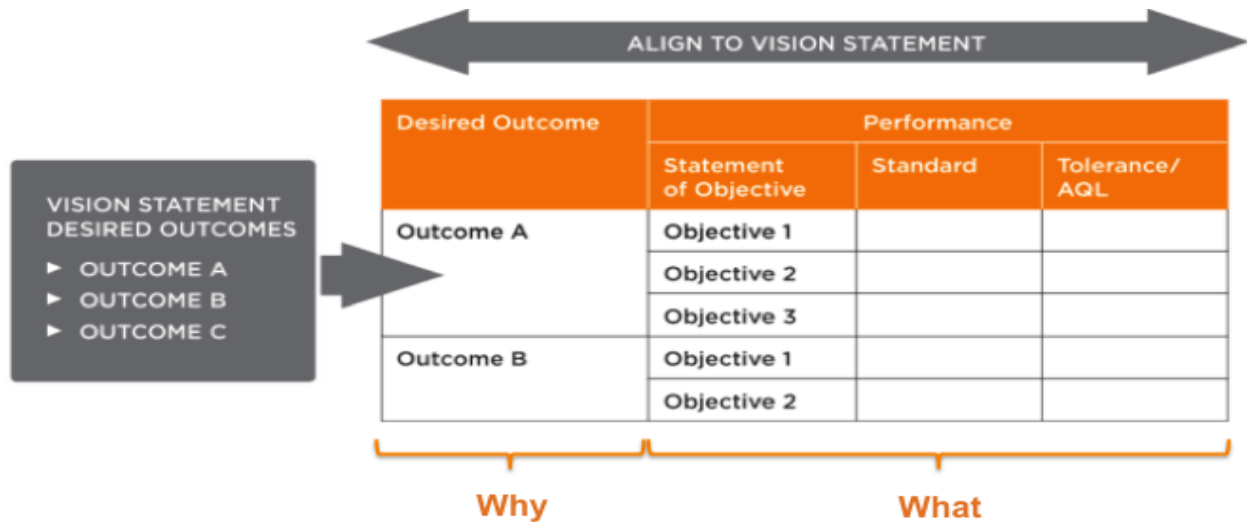 ALIGN TO VISION STATEMENT
VISION STATEMENT
DESIRED OUTCOMES
► OUTCOME A
► OUTCOME B
► OUTCOME C
Desired Outcome
Performance
Statement
of Objective
Standard
Tolerance/
AQL
Outcome A
Objective 1
Objective 2
Objective 3
Outcome B
Objective 1
Objective 2
Why
What